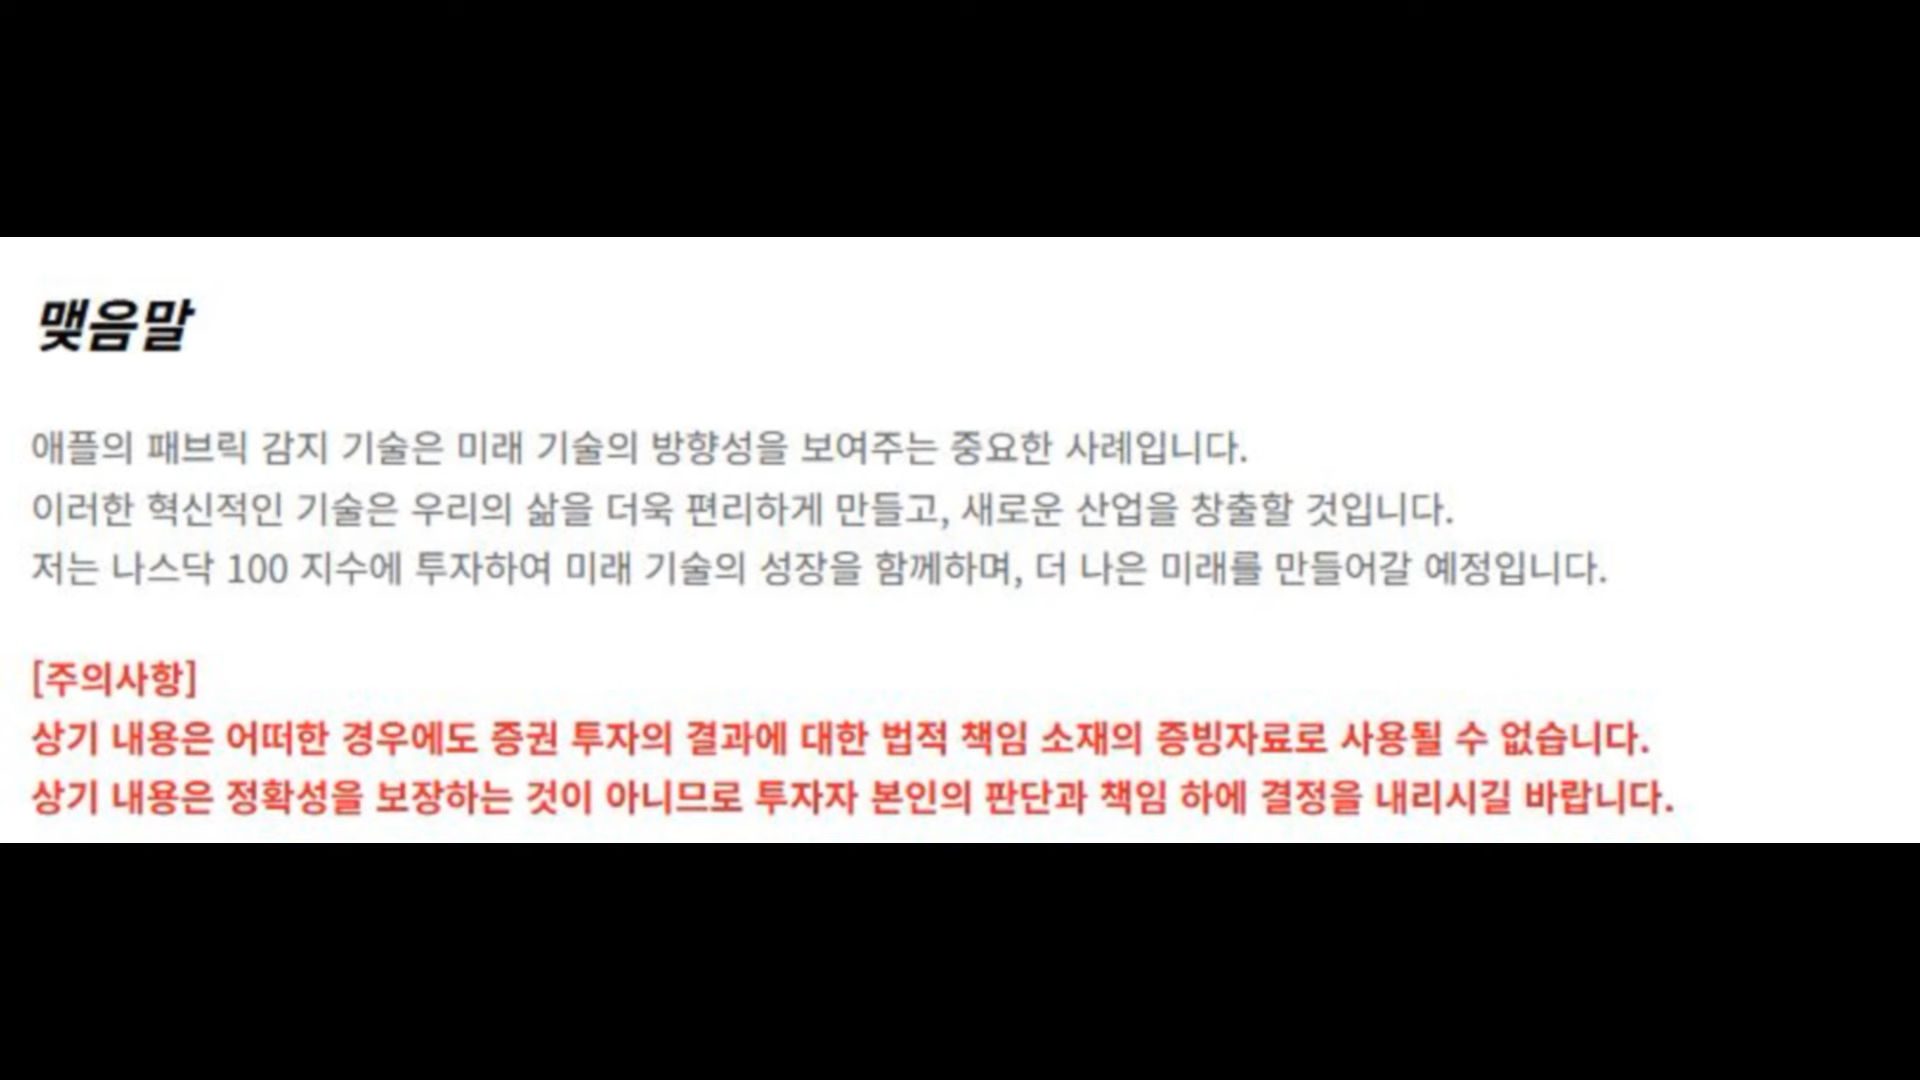 맺음말
애플의 패브릭 감지 기술은 미래 기술의 방향성을 보여주는 중요한 사례입니다.
이러한 혁신적인 기술은 우리의 삶을 더욱 편리하게 만들고, 새로운 산업을 창출할 것입니다.
저는 나스닥 100 지수에 투자하여 미래 기술의 성장을 함께하며, 더 나은 미래를 만들어갈 예정입니다.
[주의사항]
상기 내용은 어떠한 경우에도 증권 투자의 결과에 대한 법적 책임 소재의 증빙자료로 사용될 수 없습니다.
상기 내용은 정확성을 보장하는 것이 아니므로 투자자 본인의 판단과 책임 하에 결정을 내리시길 바랍니다.